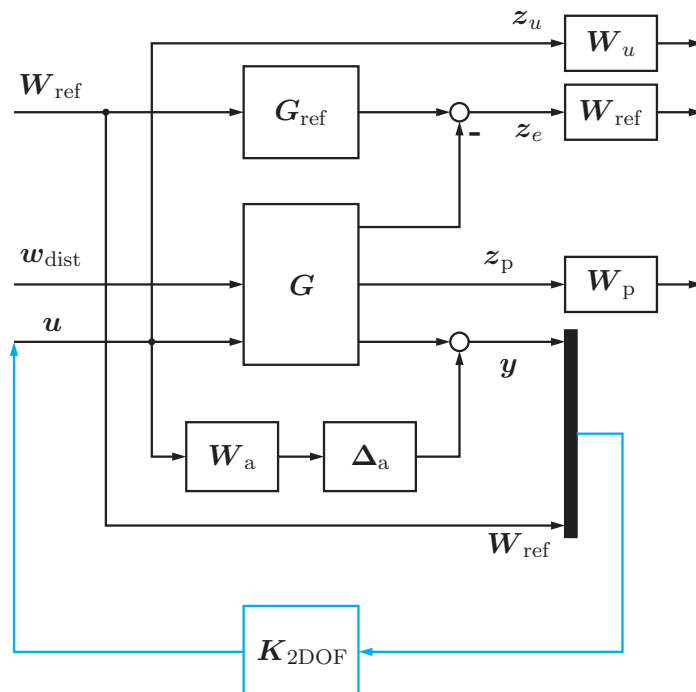 z_u
W_u
W_ref
G_ref
-
z_e
W_ref
w_dist
G
z_p
W_p
u
y
W_a
Δ_a
W_ref
K_2DOF